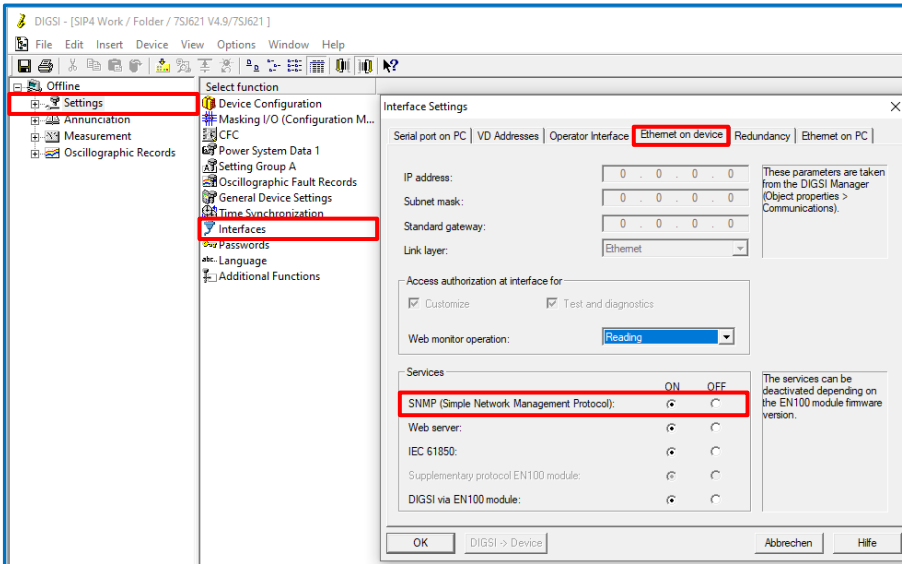 DIGSI - [SIP4 Work / Folder / 7SJ621 V4.9/7SJ621 ]
File Edit Insert Device View Options Window Help
Offline
Settings
Annunciation
Measurement
Oscillographic Records
Select function
Device Configuration
Masking I/O (Configuration M...
CFC
Power System Data 1
Setting Group A
Oscillographic Fault Records
General Device Settings
Time Synchronization
Interfaces
Passwords
abc.. Language
Additional Functions
Interface Settings
Serial port on PC VD Addresses Operator Interface Ethernet on device Redundancy Ethernet on PC
IP address: 0 . 0 . 0 . 0
Subnet mask: 0 . 0 . 0 . 0
Standard gateway: 0 . 0 . 0 . 0
Link layer: Ethernet
These parameters are taken
from the DIGSI Manager
(Object properties >
Communications).
Access authorization at interface for
Customize Test and diagnostics
Web monitor operation: Reading
Services
ON OFF
SNMP (Simple Network Management Protocol):
Web server:
IEC 61850:
Supplementary protocol EN100 module:
DIGSI via EN100 module:
The services can be
deactivated depending on
the EN100 module firmware
version.
OK DIGSI -> Device Abbrechen Hilfe